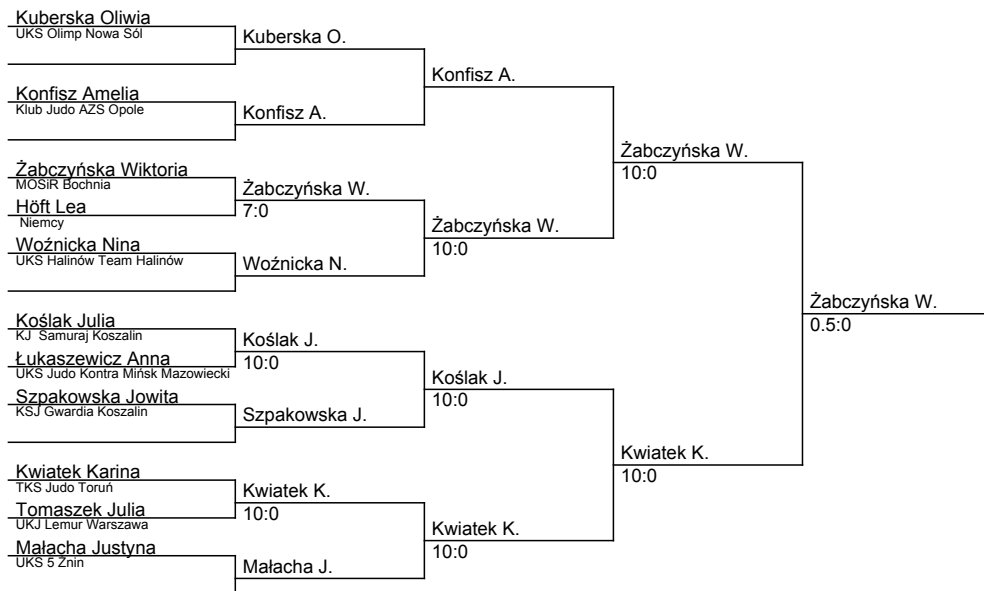 Kuberska Oliwia
UKS Olimp Nowa Sól
Kuberska O.
Konfisz A.
Konfisz Amelia
Klub Judo AZS Opole
Konfisz A.
Żabczyńska W.
10:0
Żabczyńska Wiktoria
MOSiR Bochnia
Żabczyńska W.
7:0
Höft Lea
Niemcy
Żabczyńska W.
10:0
Woźnicka Nina
UKS Halinów Team Halinów
Woźnicka N.
Żabczyńska W.
0.5:0
Koślak Julia
KJ Samuraj Koszalin
Koślak J.
10:0
Łukaszewicz Anna
UKS Judo Kontra Mińsk Mazowiecki
Koślak J.
10:0
Szpakowska Jowita
KSJ Gwardia Koszalin
Szpakowska J.
Kwiatek K.
10:0
Kwiatek Karina
TKS Judo Toruń
Kwiatek K.
10:0
Tomaszek Julia
UKJ Lemur Warszawa
Kwiatek K.
10:0
Małacha Justyna
UKS 5 Żnin
Małacha J.